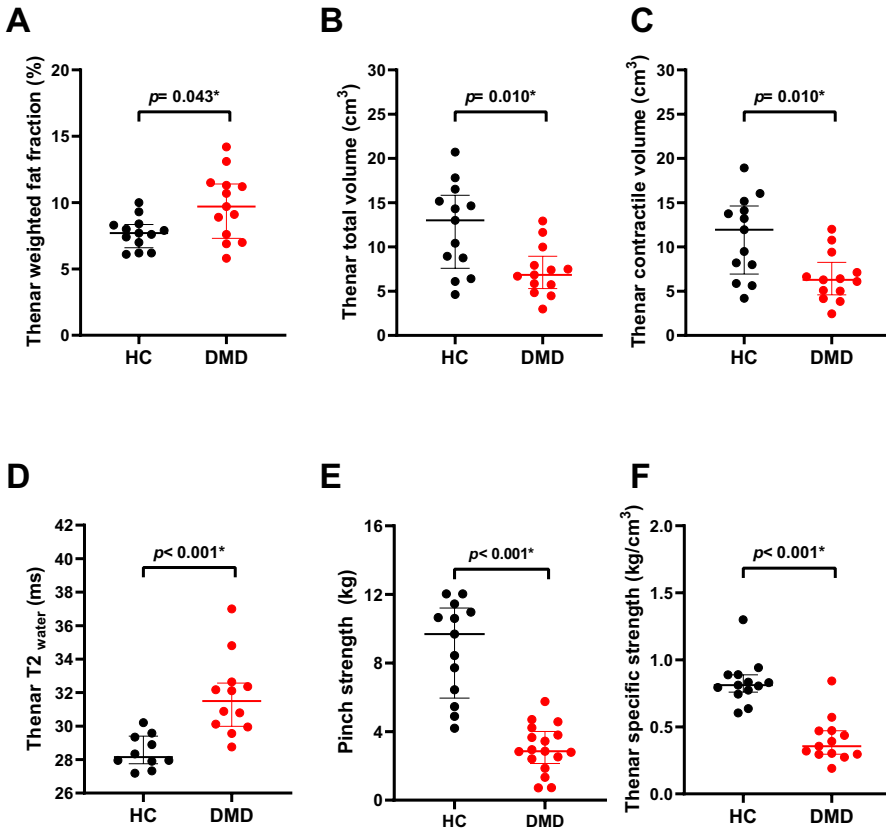 A
Thenar weighted fat fraction (%)
20
15
10
5
0
p= 0.043*
HC DMD
B
Thenar total volume (cm³)
30
25
20
15
10
5
0
p= 0.010*
HC DMD
C
Thenar contractile volume (cm³)
30
25
20
15
10
5
0
p= 0.010*
HC DMD
D
Thenar T2 water (ms)
42
40
38
36
34
32
30
28
26
p< 0.001*
HC DMD
E
Pinch strength (kg)
16
12
8
4
0
p< 0.001*
HC DMD
F
Thenar specific strength (kg/cm³)
2.0
1.5
1.0
0.5
0.0
p< 0.001*
HC DMD